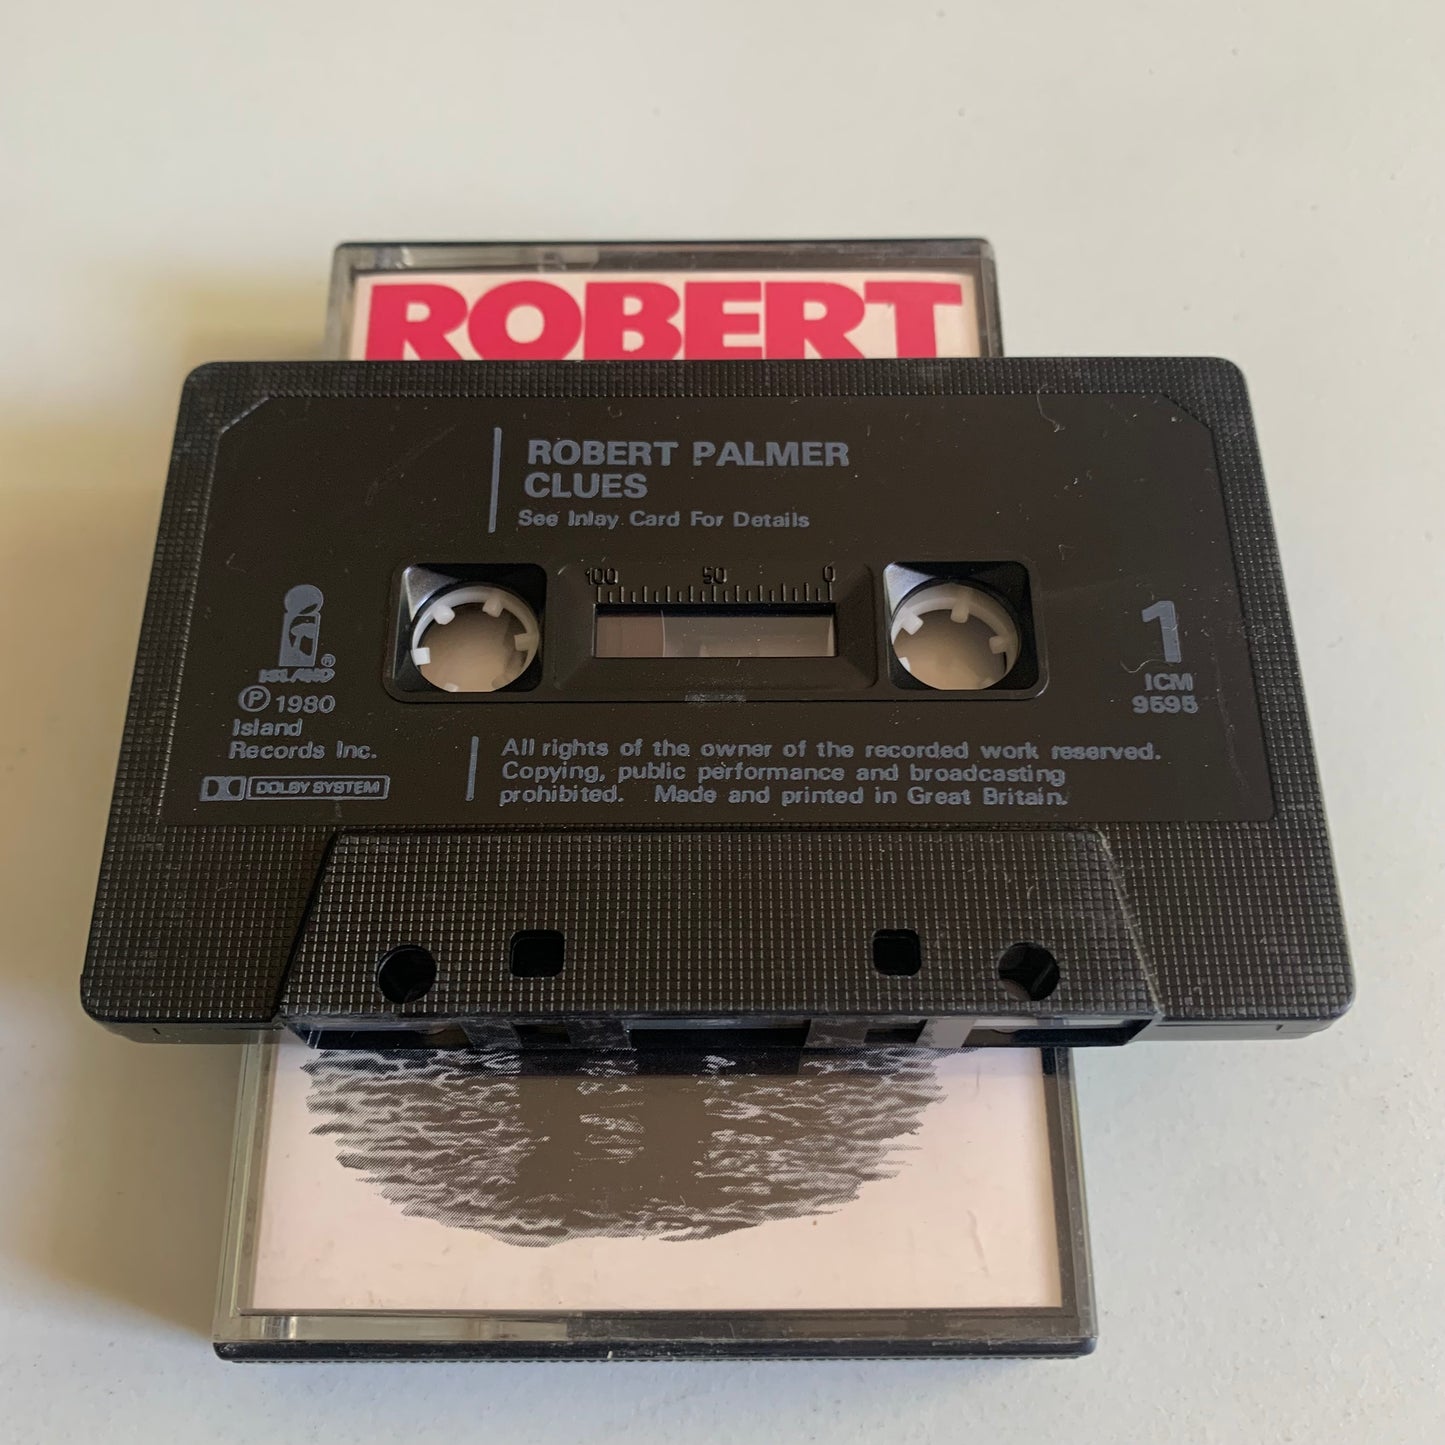 ROBERT
ROBERT PALMER
CLUES
See Inlay Card For Details
100 50 0
ISLAND®
℗ 1980
Island
Records Inc.
DOLBY SYSTEM
1
ICM
9595
All rights of the owner of the recorded work reserved.
Copying, public performance and broadcasting
prohibited. Made and printed in Great Britain.